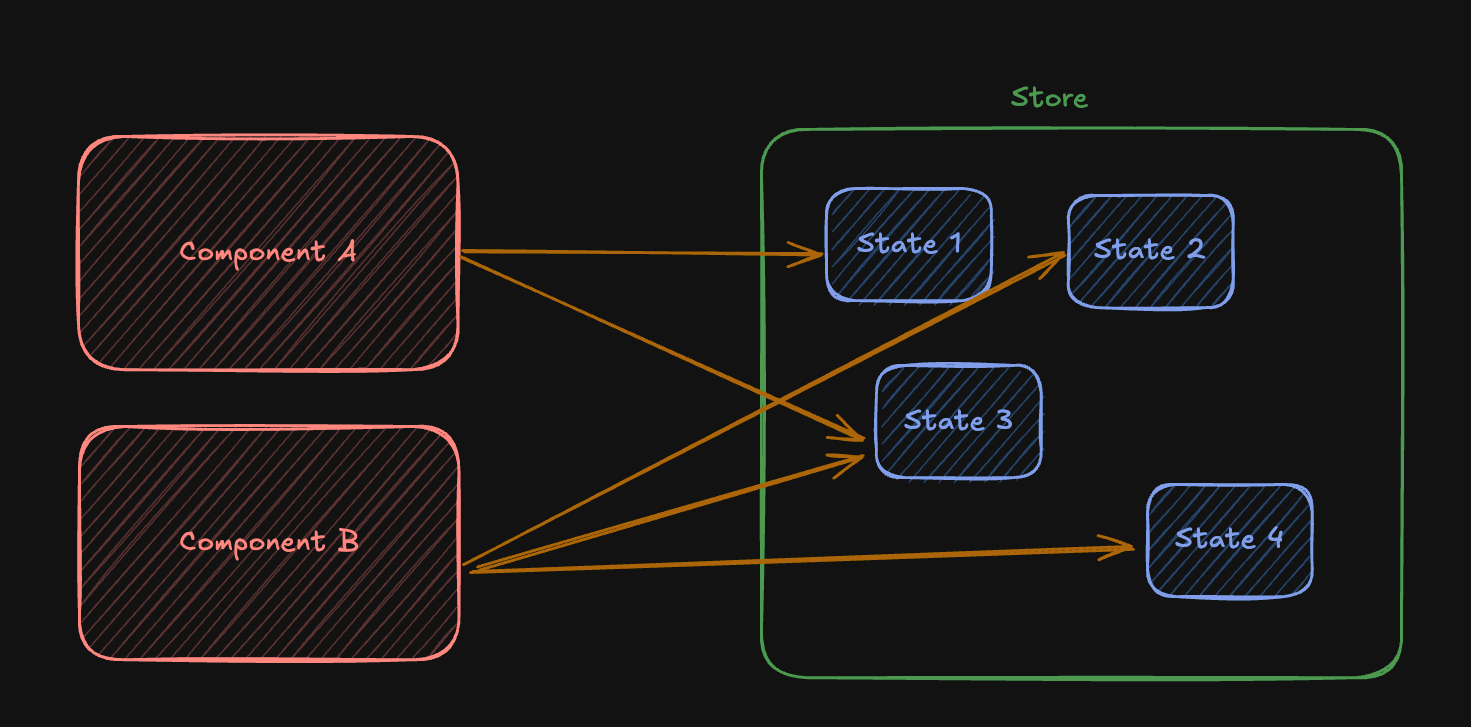 Store
Component A
State 1
State 2
State 3
Component B
State 4